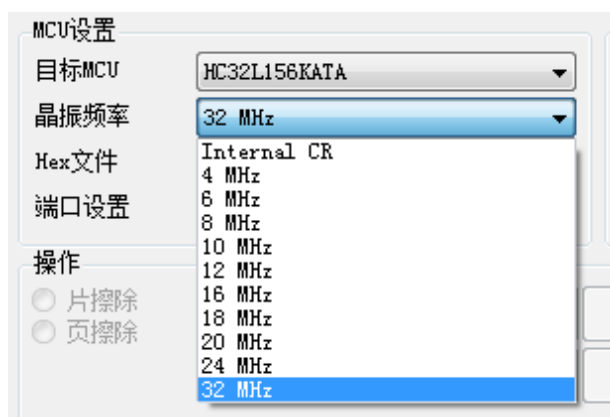 MCU设置
目标MCU
HC32L156KATA
晶振频率
32 MHz
Hex文件
端口设置
Internal CR
4 MHz
6 MHz
8 MHz
10 MHz
12 MHz
16 MHz
18 MHz
20 MHz
24 MHz
32 MHz
操作
片擦除
页擦除